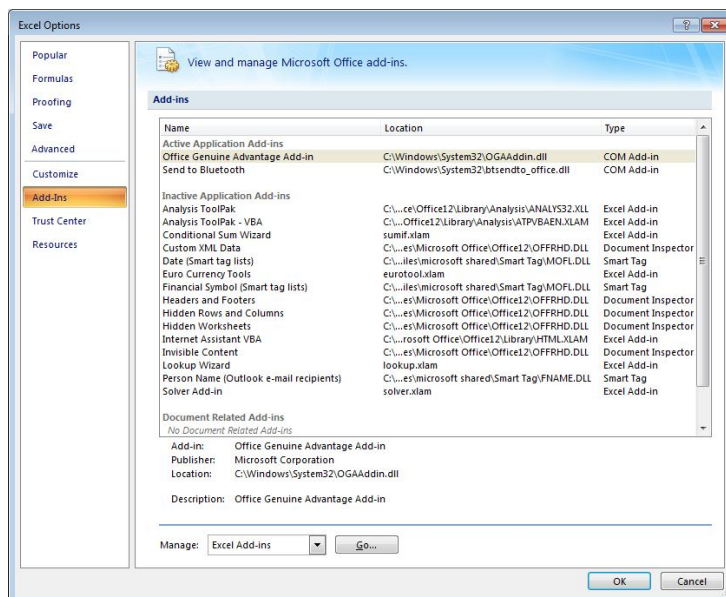 Excel Options
Popular
Formulas
Proofing
Save
Advanced
Customize
Add-Ins
Trust Center
Resources
View and manage Microsoft Office add-ins.
Add-ins
Name Location Type
Active Application Add-ins
Office Genuine Advantage Add-in C:\Windows\System32\OGAAddin.dll COM Add-in
Send to Bluetooth C:\Windows\System32\btsendto_office.dll COM Add-in
Inactive Application Add-ins
Analysis ToolPak C:\...ce\Office12\Library\Analysis\ANALYS32.XLL Excel Add-in
Analysis ToolPak - VBA C:\...Office12\Library\Analysis\ATPVBAEN.XLAM Excel Add-in
Conditional Sum Wizard sumif.xlam Excel Add-in
Custom XML Data C:\...es\Microsoft Office\Office12\OFFRHD.DLL Document Inspector
Date (Smart tag lists) C:\...iles\microsoft shared\Smart Tag\MOFL.DLL Smart Tag
Euro Currency Tools eurotool.xlam Excel Add-in
Financial Symbol (Smart tag lists) C:\...iles\microsoft shared\Smart Tag\MOFL.DLL Smart Tag
Headers and Footers C:\...es\Microsoft Office\Office12\OFFRHD.DLL Document Inspector
Hidden Rows and Columns C:\...es\Microsoft Office\Office12\OFFRHD.DLL Document Inspector
Hidden Worksheets C:\...es\Microsoft Office\Office12\OFFRHD.DLL Document Inspector
Internet Assistant VBA C:\...rosoft Office\Office12\Library\HTML.XLAM Excel Add-in
Invisible Content C:\...es\Microsoft Office\Office12\OFFRHD.DLL Document Inspector
Lookup Wizard lookup.xlam Excel Add-in
Person Name (Outlook e-mail recipients) C:\...es\microsoft shared\Smart Tag\FNAME.DLL Smart Tag
Solver Add-in solver.xlam Excel Add-in
Document Related Add-ins
No Document Related Add-ins
Add-in: Office Genuine Advantage Add-in
Publisher: Microsoft Corporation
Location: C:\Windows\System32\OGAAddin.dll
Description: Office Genuine Advantage Add-in
Manage: Excel Add-ins Go...
OK Cancel